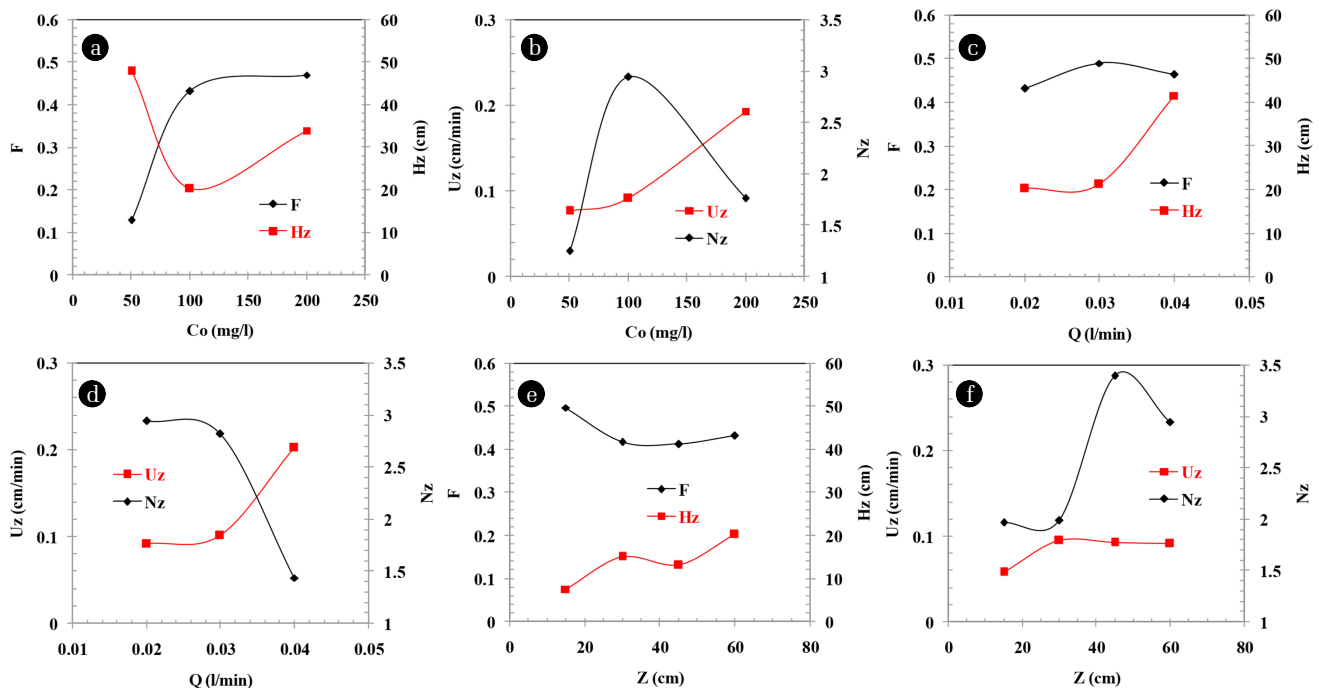 a
0.6
0.5
0.4
0.3
0.2
0.1
0
F
60
50
40
30
20
10
0
Hz (cm)
F
Hz
0 50 100 150 200 250
Co (mg/l)
b
0.3
0.2
0.1
0
Uz (cm/min)
3.5
3
2.5
2
1.5
1
Nz
Uz
Nz
0 50 100 150 200 250
Co (mg/l)
c
0.6
0.5
0.4
0.3
0.2
0.1
0
F
60
50
40
30
20
10
0
Hz (cm)
F
Hz
0.01 0.02 0.03 0.04 0.05
Q (l/min)
d
0.3
0.2
0.1
0
Uz (cm/min)
3.5
3
2.5
2
1.5
1
Nz
Uz
Nz
0.01 0.02 0.03 0.04 0.05
Q (l/min)
e
0.6
0.5
0.4
0.3
0.2
0.1
0
F
60
50
40
30
20
10
0
Hz (cm)
F
Hz
0 20 40 60 80
Z (cm)
f
0.3
0.2
0.1
0
Uz (cm/min)
3.5
3
2.5
2
1.5
1
Nz
Uz
Nz
0 20 40 60 80
Z (cm)